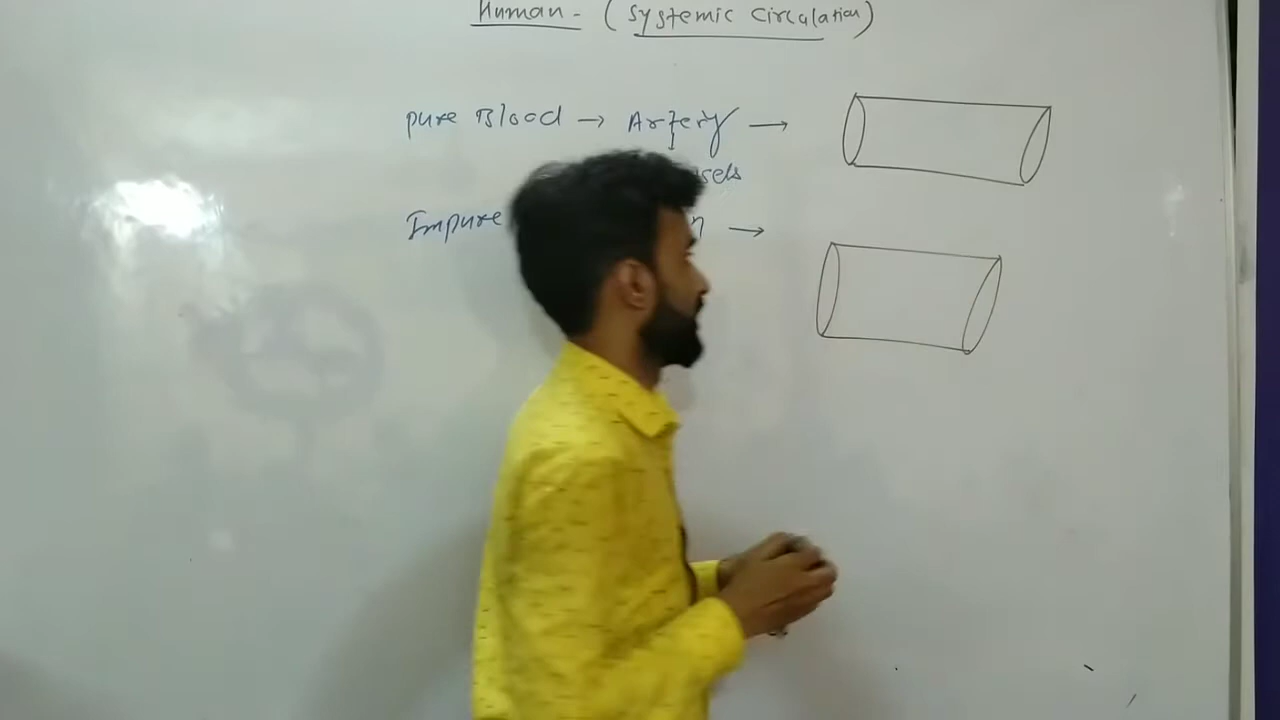 Human - (Systemic Circulation)
pure Blood → Artery →
Impure →